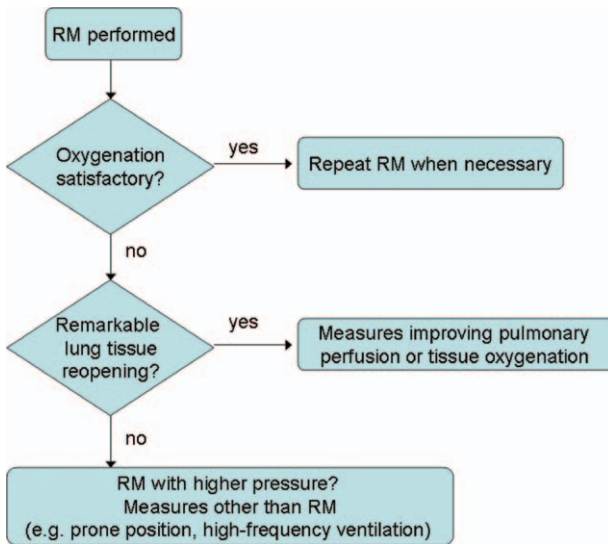 RM performed
Oxygenation
satisfactory?
yes
Repeat RM when necessary
no
Remarkable
lung tissue
reopening?
yes
Measures improving pulmonary
perfusion or tissue oxygenation
no
RM with higher pressure?
Measures other than RM
(e.g. prone position, high-frequency ventilation)